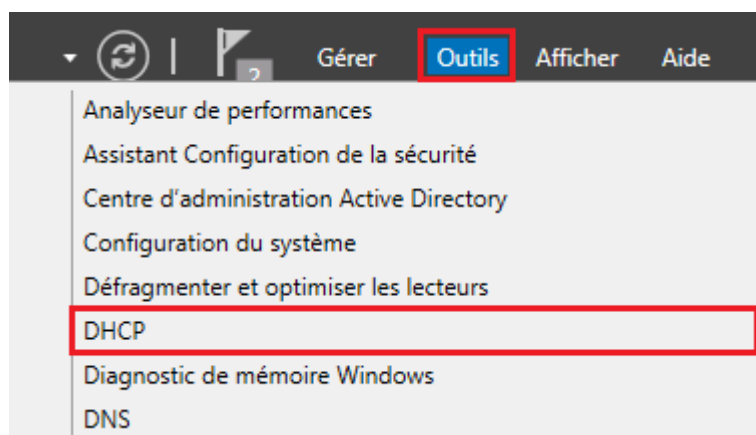 Gérer Outils Afficher Aide
2
Analyseur de performances
Assistant Configuration de la sécurité
Centre d'administration Active Directory
Configuration du système
Défragmenter et optimiser les lecteurs
DHCP
Diagnostic de mémoire Windows
DNS